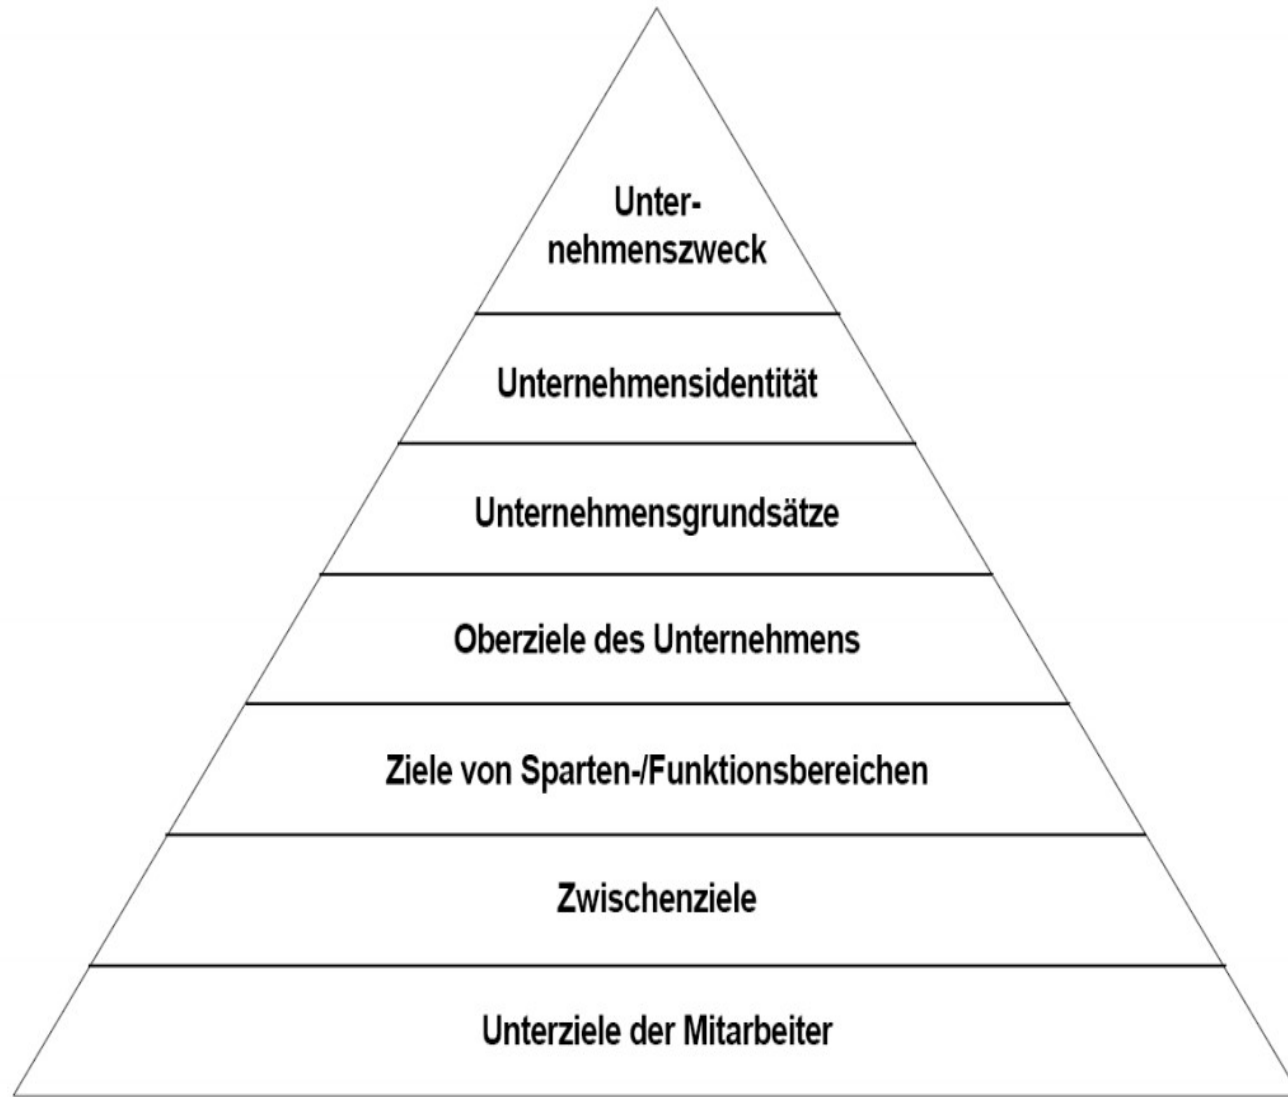 Unter-
nehmenszweck
Unternehmensidentität
Unternehmensgrundsätze
Oberziele des Unternehmens
Ziele von Sparten-/Funktionsbereichen
Zwischenziele
Unterziele der Mitarbeiter